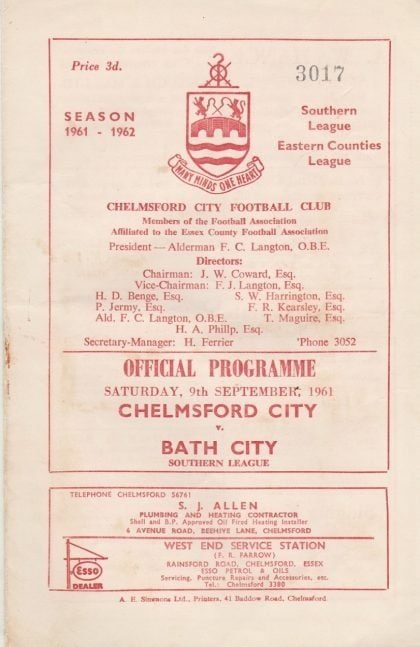 Price 3d.
3017
SEASON
1961 - 1962
Southern
League
Eastern Counties
League
MANY MINDS ONE HEART
CHELMSFORD CITY FOOTBALL CLUB
Members of the Football Association
Affiliated to the Essex County Football Association
President — Alderman F. C. Langton, O.B.E.
Directors:
Chairman: J. W. Coward, Esq.
Vice-Chairman: F. J. Langton, Esq.
H. D. Benge, Esq. S. W. Harrington, Esq.
P. Jermy, Esq. F. R. Kearsley, Esq.
Ald. F. C. Langton, O.B.E. T. Maguire, Esq.
H. A. Phillp, Esq.
Secretary-Manager: H. Ferrier 'Phone 3052
OFFICIAL PROGRAMME
SATURDAY, 9th SEPTEMBER, 1961
CHELMSFORD CITY
v.
BATH CITY
SOUTHERN LEAGUE
TELEPHONE CHELMSFORD 56761
S. J. ALLEN
PLUMBING AND HEATING CONTRACTOR
Shell and B.P. Approved Oil Fired Heating Installer
6 AVENUE ROAD, BEEHIVE LANE, CHELMSFORD
WEST END SERVICE STATION
(F. R. FARROW)
RAINSFORD ROAD, CHELMSFORD, ESSEX
ESSO PETROL & OILS
Servicing, Puncture Repairs and Accessories, etc.
Tel.: Chelmsford 3380
Esso
DEALER
A. E. Simmons Ltd., Printers, 41 Baddow Road, Chelmsford